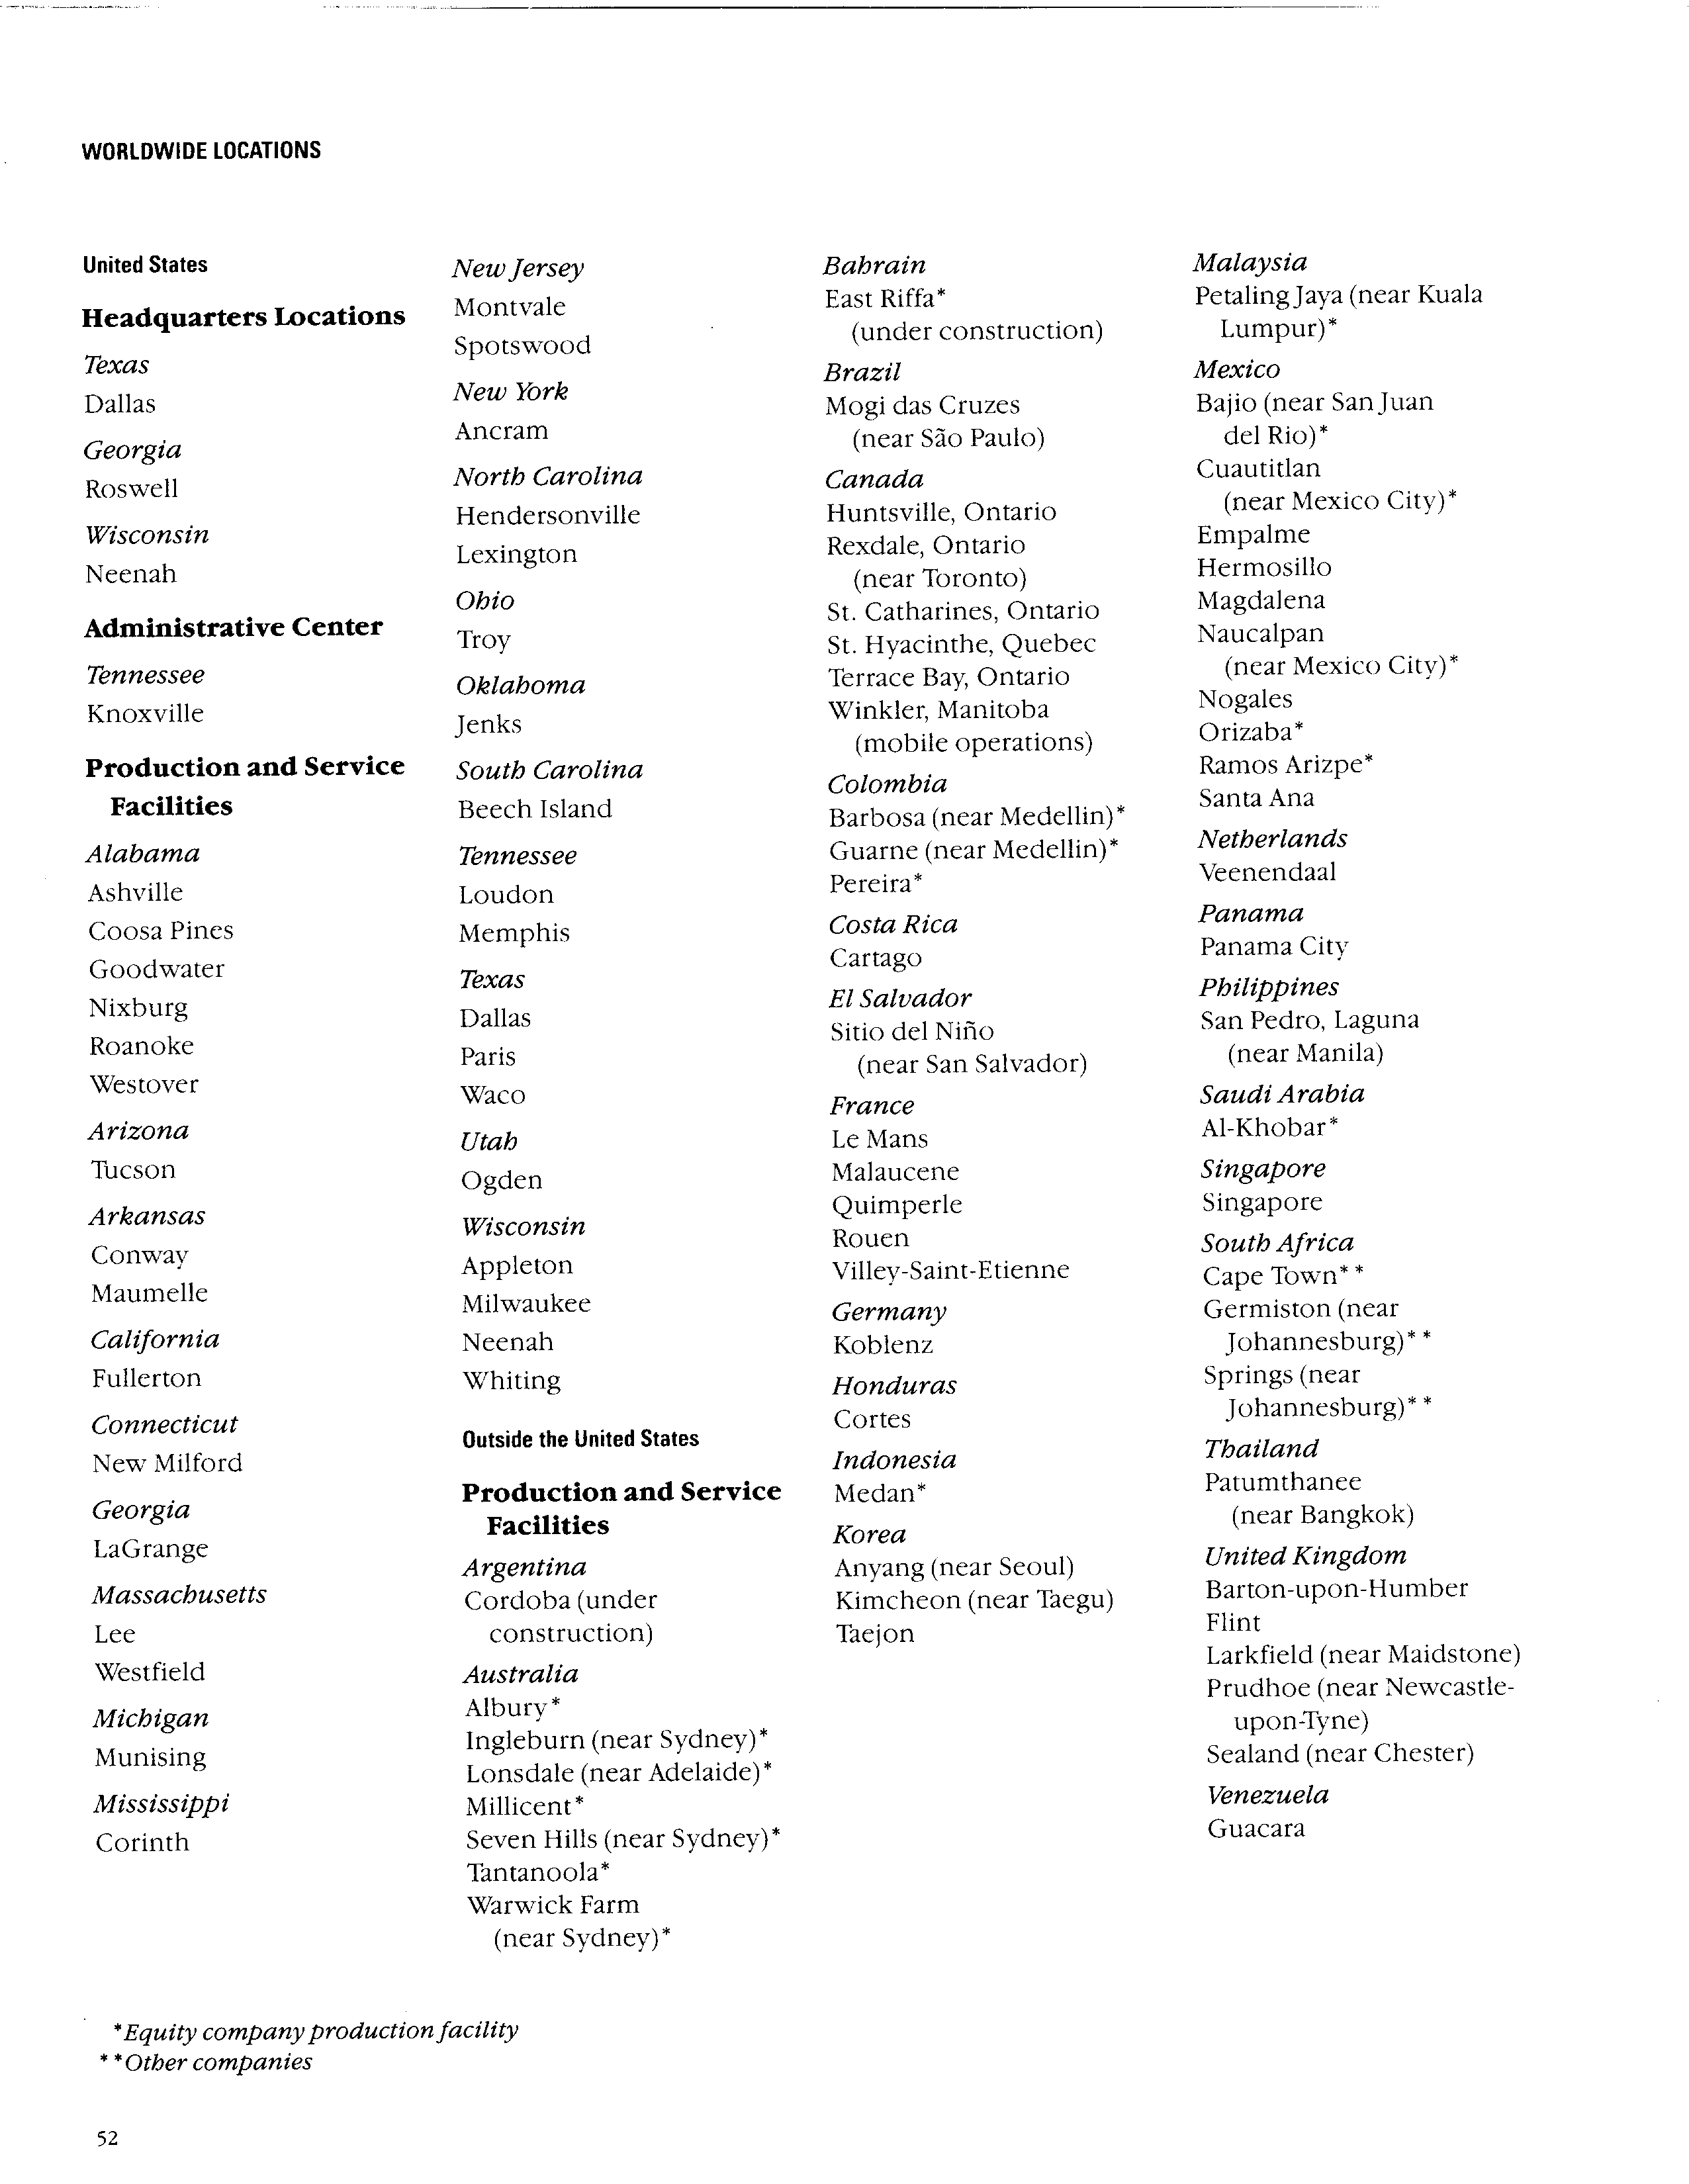 WORLDWIDE LOCATIONS
United States
Headquarters Locations
Texas
Dallas
Georgia
Roswell
Wisconsin
Neenah
Administrative Center
Tennessee
Knoxville
Production and Service
Facilities
Alabama
Ashville
Coosa Pines
Goodwater
Nixburg
Roanoke
Westover
Arizona
Tucson
Arkansas
Conway
Maumelle
California
Fullerton
Connecticut
New Milford
Georgia
LaGrange
Massachusetts
Lee
Westfield
Michigan
Munising
Mississippi
Corinth
New Jersey
Montvale
Spotswood
New York
Ancram
North Carolina
Hendersonville
Lexington
Ohio
Troy
Oklahoma
Jenks
South Carolina
Beech Island
Tennessee
Loudon
Memphis
Texas
Dallas
Paris
Waco
Utah
Ogden
Wisconsin
Appleton
Milwaukee
Neenah
Whiting
Outside the United States
Production and Service
Facilities
Argentina
Cordoba (under
construction)
Australia
Albury*
Ingleburn (near Sydney)*
Lonsdale (near Adelaide)*
Millicent*
Seven Hills (near Sydney)*
Tantanoola*
Warwick Farm
(near Sydney)*
Bahrain
East Riffa*
(under construction)
Brazil
Mogi das Cruzes
(near São Paulo)
Canada
Huntsville, Ontario
Rexdale, Ontario
(near Toronto)
St. Catharines, Ontario
St. Hyacinthe, Quebec
Terrace Bay, Ontario
Winkler, Manitoba
(mobile operations)
Colombia
Barbosa (near Medellin)*
Guarne (near Medellin)*
Pereira*
Costa Rica
Cartago
El Salvador
Sitio del Niño
(near San Salvador)
France
Le Mans
Malaucene
Quimperle
Rouen
Villey-Saint-Etienne
Germany
Koblenz
Honduras
Cortes
Indonesia
Medan*
Korea
Anyang (near Seoul)
Kimcheon (near Taegu)
Taejon
Malaysia
Petaling Jaya (near Kuala
Lumpur)*
Mexico
Bajio (near San Juan
del Rio)*
Cuautitlan
(near Mexico City)*
Empalme
Hermosillo
Magdalena
Naucalpan
(near Mexico City)*
Nogales
Orizaba*
Ramos Arizpe*
Santa Ana
Netherlands
Veenendaal
Panama
Panama City
Philippines
San Pedro, Laguna
(near Manila)
Saudi Arabia
Al-Khobar*
Singapore
Singapore
South Africa
Cape Town**
Germiston (near
Johannesburg)**
Springs (near
Johannesburg)**
Thailand
Patumthanee
(near Bangkok)
United Kingdom
Barton-upon-Humber
Flint
Larkfield (near Maidstone)
Prudhoe (near Newcastle-
upon-Tyne)
Sealand (near Chester)
Venezuela
Guacara
*Equity company production facility
**Other companies
52